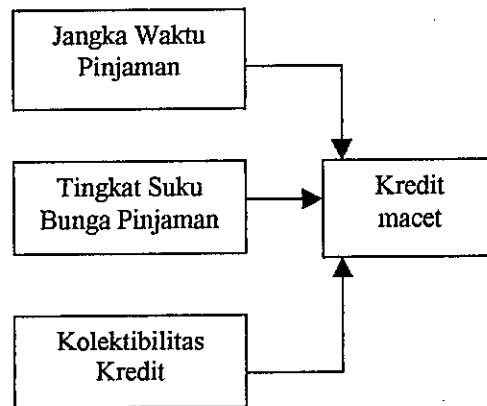 Jangka Waktu
Pinjaman
Tingkat Suku
Bunga Pinjaman
Kredit
macet
Kolektibilitas
Kredit